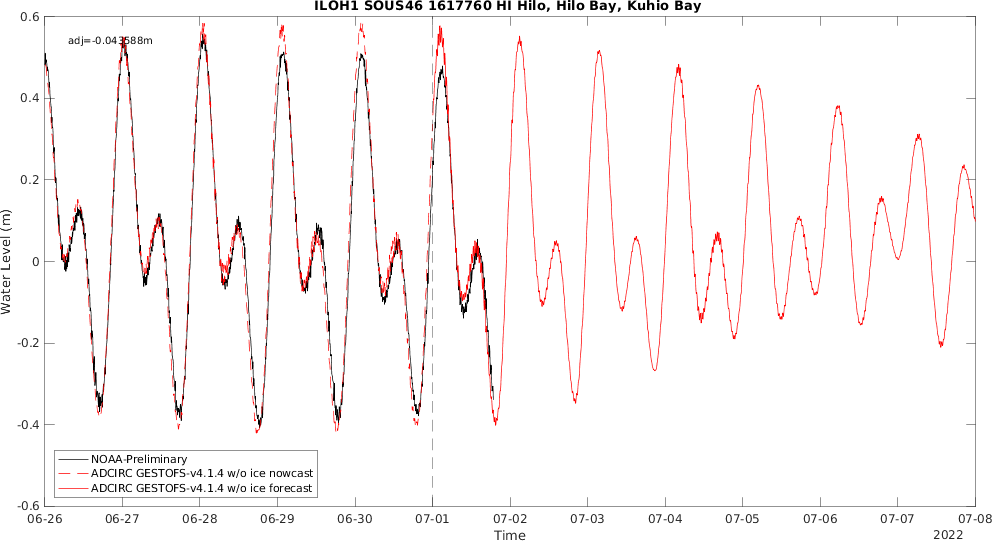 ILOH1 SOUS46 1617760 HI Hilo, Hilo Bay, Kuhio Bay
0.6
adj=-0.043588m
0.4
0.2
0
-0.2
-0.4
-0.6
Water Level (m)
NOAA-Preliminary
ADCIRC GESTOFS-v4.1.4 w/o ice nowcast
ADCIRC GESTOFS-v4.1.4 w/o ice forecast
06-26 06-27 06-28 06-29 06-30 07-01 07-02 07-03 07-04 07-05 07-06 07-07 07-08
Time
2022